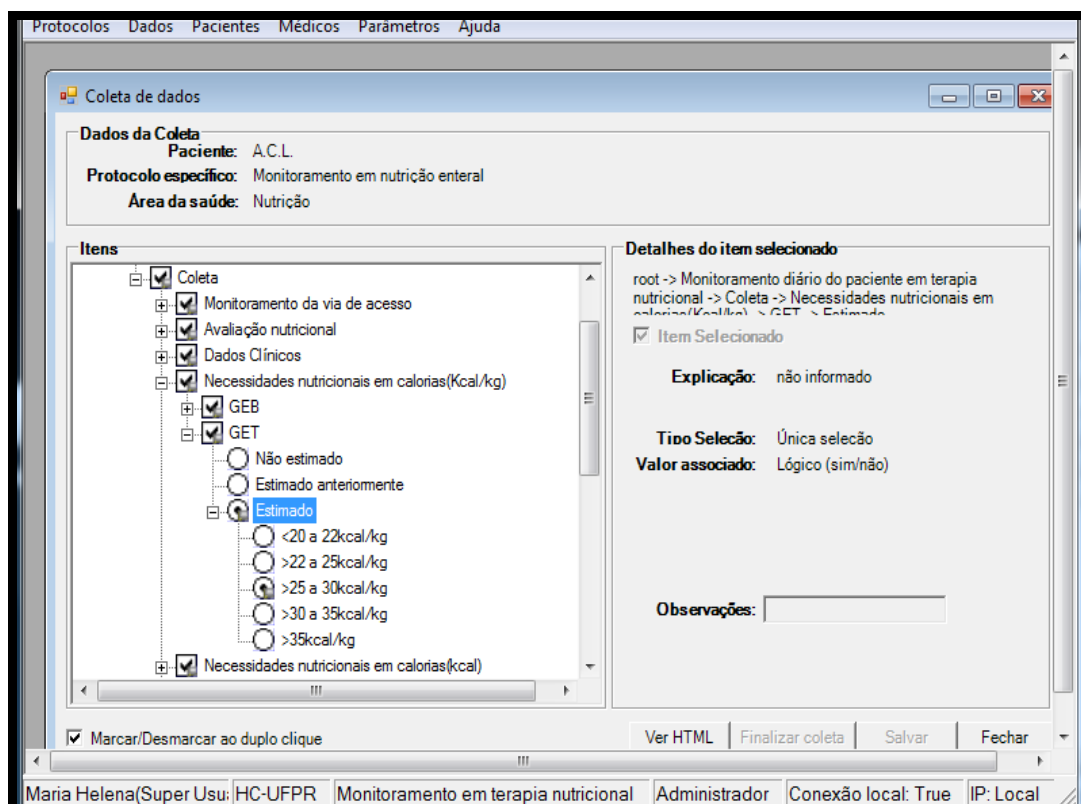 Protocolos Dados Pacientes Médicos Parâmetros Ajuda
Coleta de dados
Dados da Coleta
Paciente: A.C.L.
Protocolo específico: Monitoramento em nutrição enteral
Área da saúde: Nutrição
Itens
Coleta
Monitoramento da via de acesso
Avaliação nutricional
Dados Clínicos
Necessidades nutricionais em calorias(Kcal/kg)
GEB
GET
Não estimado
Estimado anteriormente
Estimado
<20 a 22kcal/kg
>22 a 25kcal/kg
>25 a 30kcal/kg
>30 a 35kcal/kg
>35kcal/kg
Necessidades nutricionais em calorias(kcal)
Detalhes do item selecionado
root -> Monitoramento diário do paciente em terapia
nutricional -> Coleta -> Necessidades nutricionais em
calorias(Kcal/kg) -> GET -> Estimado
Item Selecionado
Explicação: não informado
Tipo Seleção: Única seleção
Valor associado: Lógico (sim/não)
Observações:
Marcar/Desmarcar ao duplo clique
Ver HTML Finalizar coleta Salvar Fechar
Maria Helena(Super Usu: HC-UFPR Monitoramento em terapia nutricional Administrador Conexão local: True IP: Local